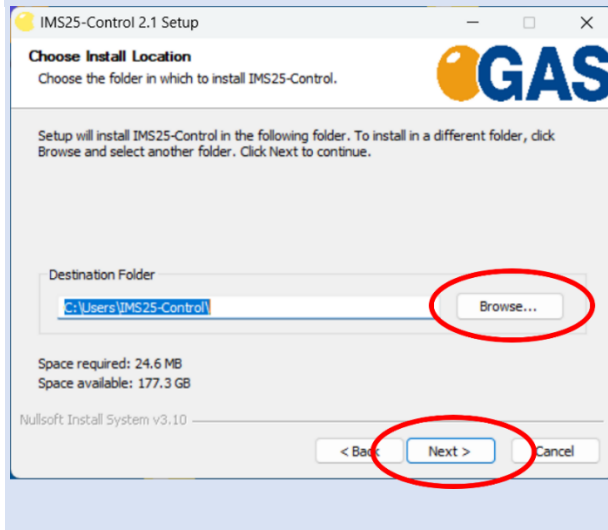 IMS25-Control 2.1 Setup
Choose Install Location
Choose the folder in which to install IMS25-Control.
GAS
Setup will install IMS25-Control in the following folder. To install in a different folder, click
Browse and select another folder. Click Next to continue.
Destination Folder
C:\Users\IMS25-Control\
Browse...
Space required: 24.6 MB
Space available: 177.3 GB
Nullsoft Install System v3.10
< Back
Next >
Cancel